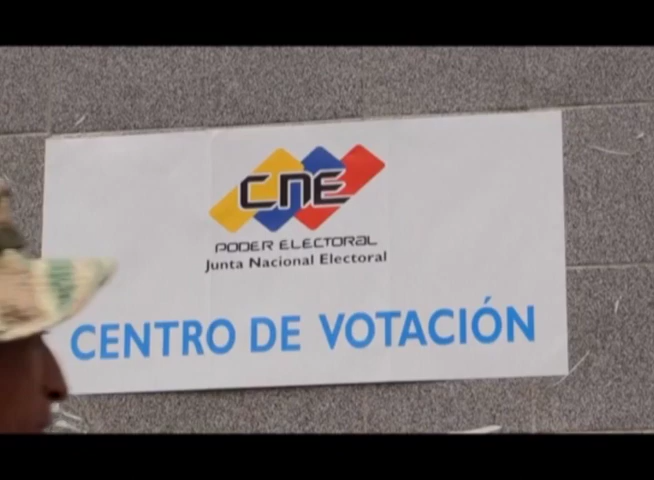 CNE
PODER ELECTORAL
Junta Nacional Electoral
CENTRO DE VOTACIÓN